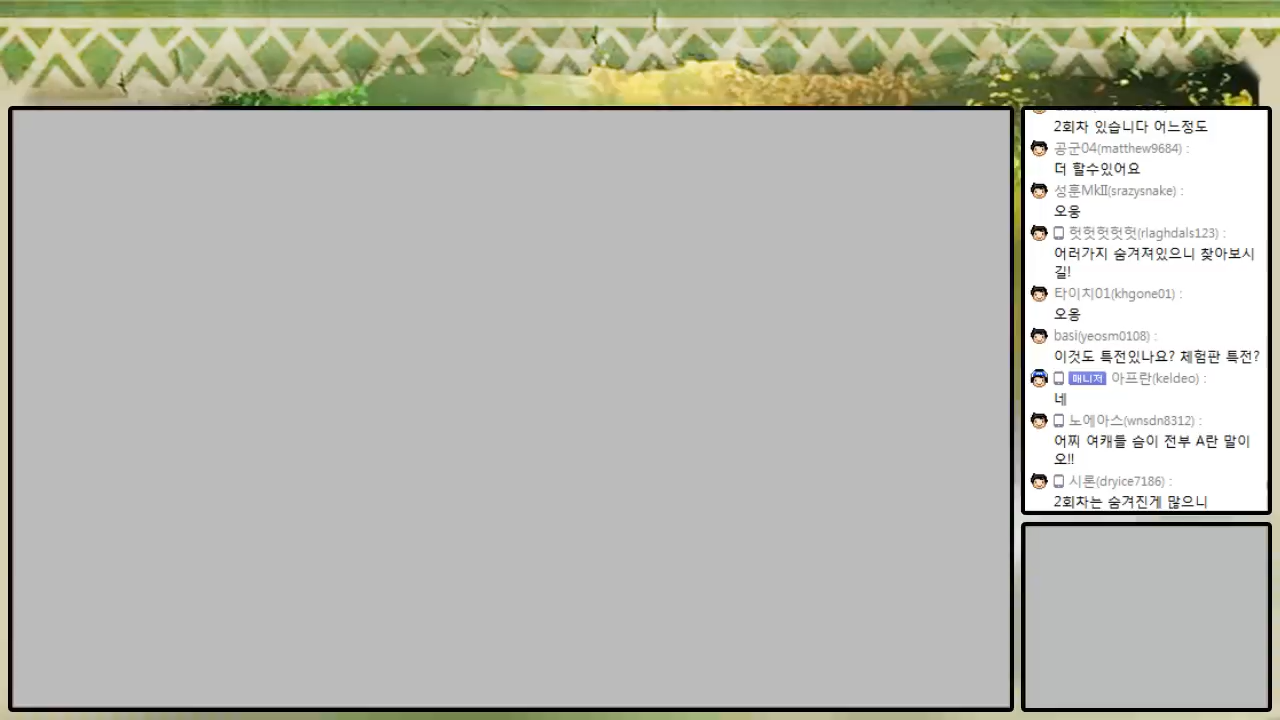 2회차 있습니다 어느정도
공군04(matthew9684) :
더 할수있어요
성훈MkII(srazysnake) :
오웅
헛헛헛헛헛(rlaghdals123) :
어러가지 숨겨져있으니 찾아보시
길!
타이치01(khgone01) :
오옹
basi(yeosm0108) :
이것도 특전있나요? 체험판 특전?
매니저 아프란(keldeo) :
네
노에아스(wnsdn8312) :
어찌 여캐들 슴이 전부 A란 말이
오!!
시론(dryice7186) :
2회차는 숨겨진게 많으니